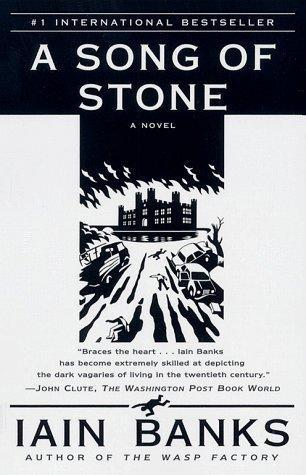 #1 INTERNATIONAL BESTSELLER
A SONG OF
STONE
A NOVEL
"Braces the heart . . . Iain Banks
has become extremely skilled at depicting
the dark vagaries of living in the twentieth century."
—JOHN CLUTE, THE WASHINGTON POST BOOK WORLD
IAIN BANKS
AUTHOR OF THE WASP FACTORY